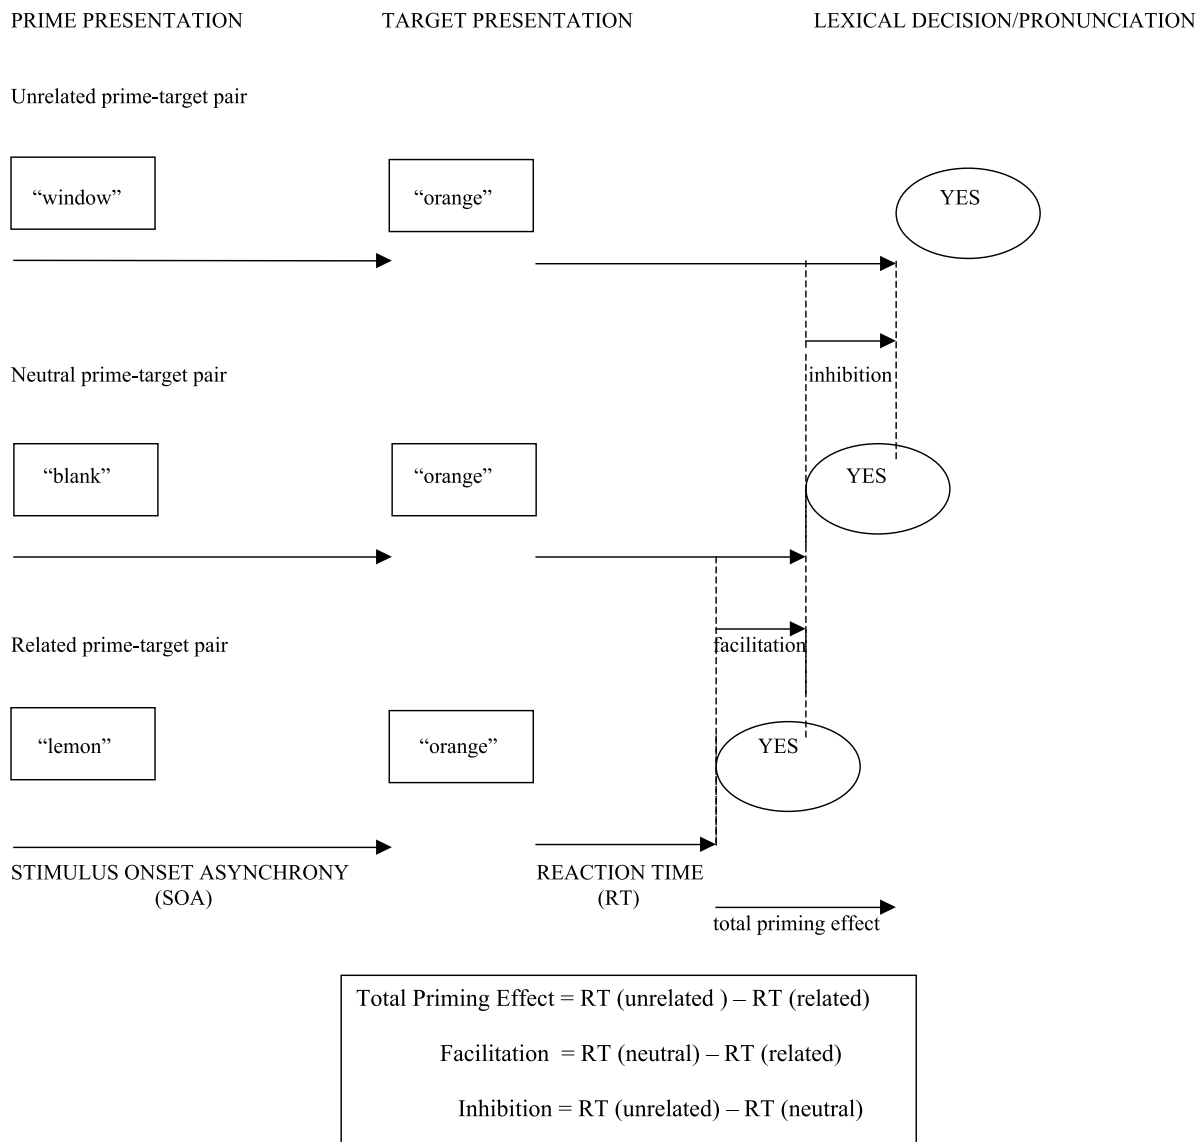 PRIME PRESENTATION TARGET PRESENTATION LEXICAL DECISION/PRONUNCIATION
Unrelated prime-target pair
“window” “orange” YES
Neutral prime-target pair
inhibition
“blank” “orange” YES
Related prime-target pair
facilitation
“lemon” “orange” YES
STIMULUS ONSET ASYNCHRONY REACTION TIME
(SOA) (RT)
total priming effect
Total Priming Effect = RT (unrelated ) – RT (related)
Facilitation = RT (neutral) – RT (related)
Inhibition = RT (unrelated) – RT (neutral)